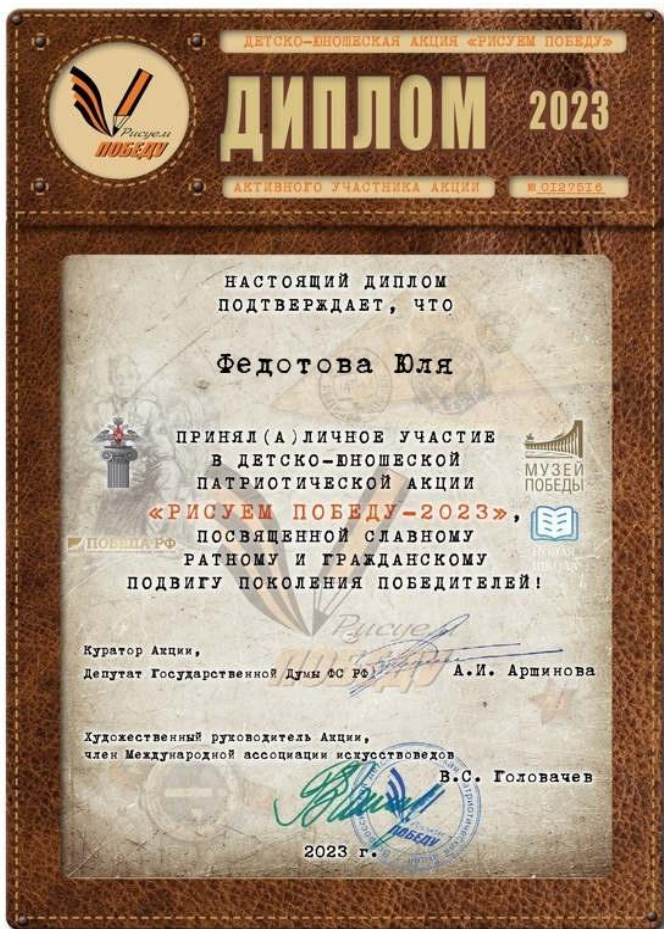 ДЕТСКО-ЮНОШЕСКАЯ АКЦИЯ «РИСУЕМ ПОБЕДУ»
Рисуем
ПОБЕДУ
ДИПЛОМ 2023
АКТИВНОГО УЧАСТНИКА АКЦИИ
№ 0127516
НАСТОЯЩИЙ ДИПЛОМ
ПОДТВЕРЖДАЕТ, ЧТО
Федотова Юля
ПРИНЯЛ(А)ЛИЧНОЕ УЧАСТИЕ
В ДЕТСКО-ЮНОШЕСКОЙ
ПАТРИОТИЧЕСКОЙ АКЦИИ
«РИСУЕМ ПОБЕДУ-2023»,
ПОСВЯЩЕННОЙ СЛАВНОМУ
РАТНОМУ И ГРАЖДАНСКОМУ
ПОДВИГУ ПОКОЛЕНИЯ ПОБЕДИТЕЛЕЙ!
МУЗЕЙ
ПОБЕДЫ
ПОБЕДА РФ
НОВАЯ
ШКОЛА
Рисуем
ПОБЕДУ
Куратор Акции,
Депутат Государственной Думы ФС РФ
А.И. Аршинова
Художественный руководитель Акции,
член Международной ассоциации искусствоведов
В.С. Головачев
ПОБЕДУ
2023 г.